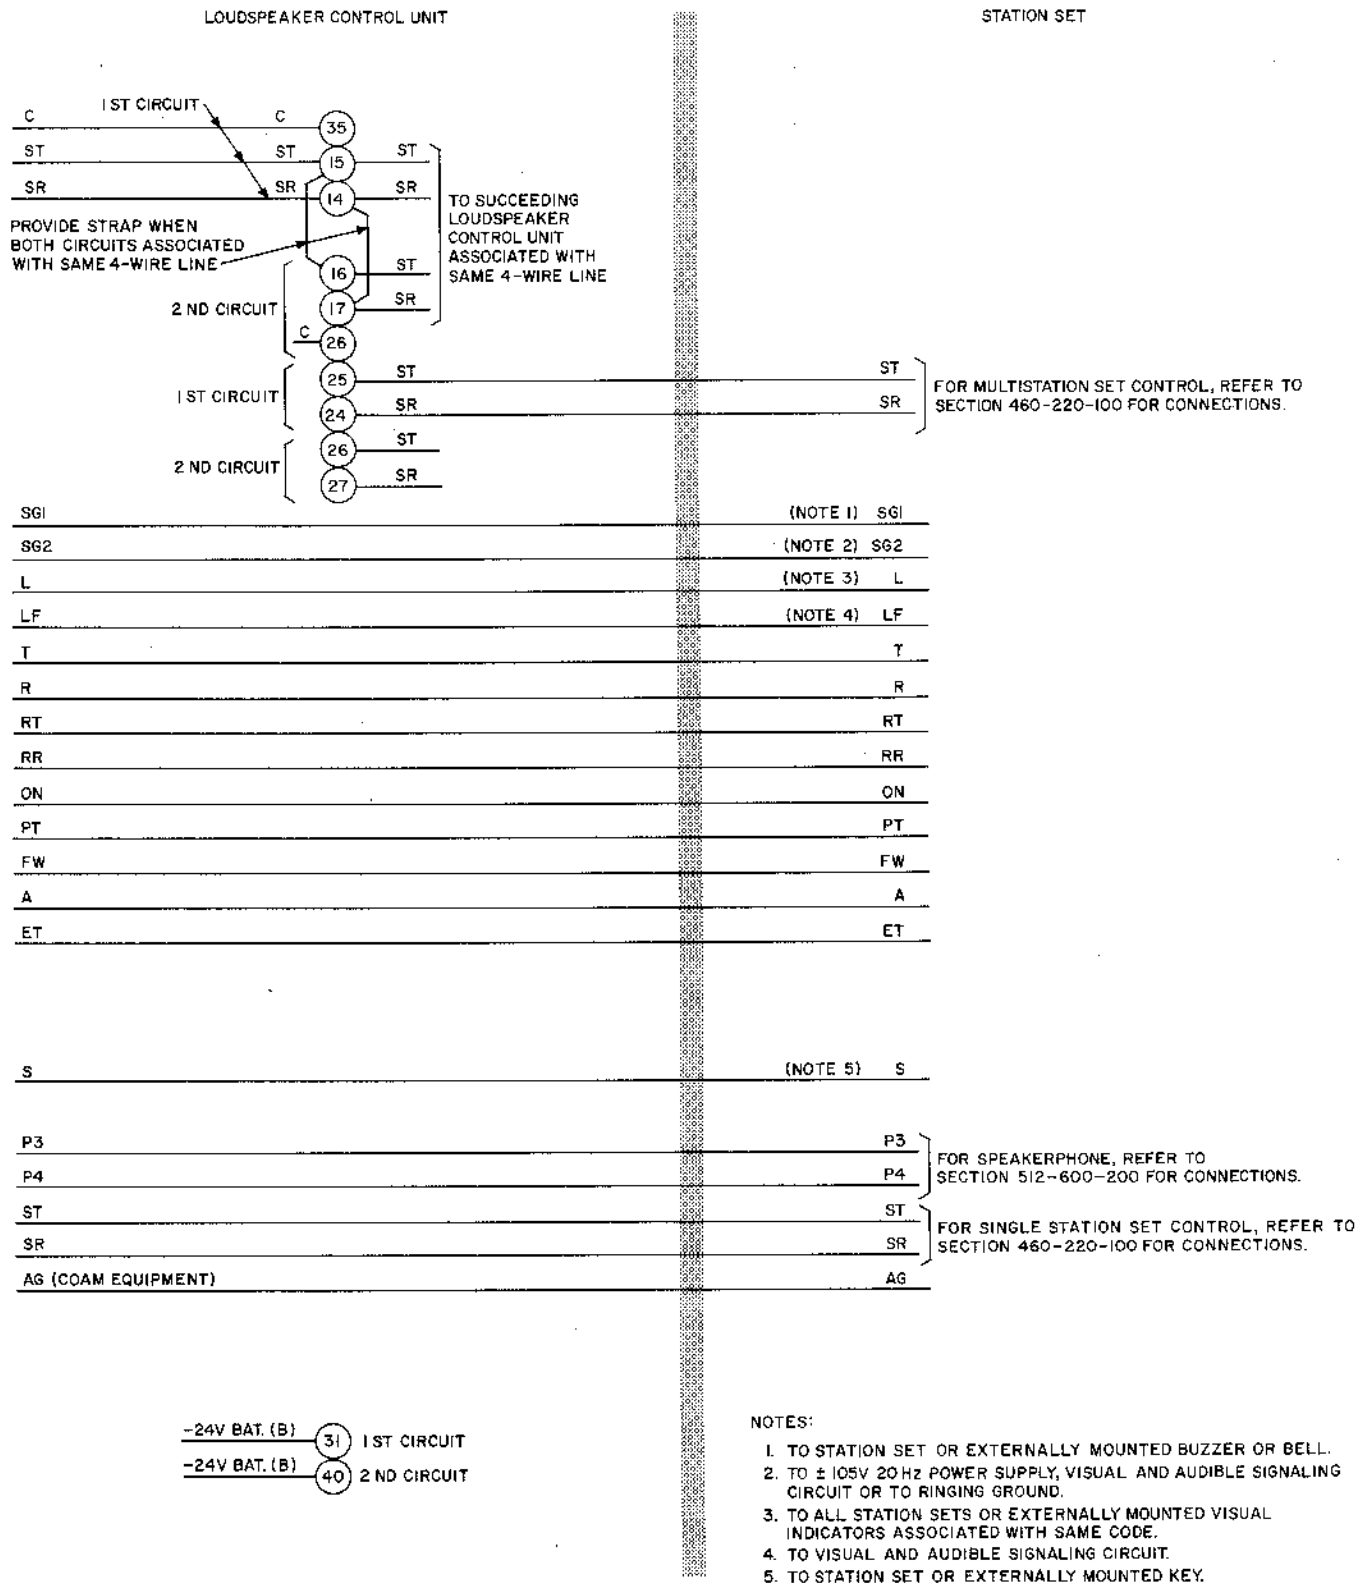 LOUDSPEAKER CONTROL UNIT
STATION SET
1 ST CIRCUIT
C C 35
ST ST 15 ST
SR SR 14 SR
TO SUCCEEDING
LOUDSPEAKER
CONTROL UNIT
ASSOCIATED WITH
SAME 4-WIRE LINE
PROVIDE STRAP WHEN
BOTH CIRCUITS ASSOCIATED
WITH SAME 4-WIRE LINE
16 ST
2 ND CIRCUIT
17 SR
C 26
1 ST CIRCUIT
25 ST ST
24 SR SR
FOR MULTISTATION SET CONTROL, REFER TO
SECTION 460-220-100 FOR CONNECTIONS.
2 ND CIRCUIT
26 ST
27 SR
SG1 (NOTE 1) SG1
SG2 (NOTE 2) SG2
L (NOTE 3) L
LF (NOTE 4) LF
T T
R R
RT RT
RR RR
ON ON
PT PT
FW FW
A A
ET ET
S (NOTE 5) S
P3 P3
P4 P4
FOR SPEAKERPHONE, REFER TO
SECTION 512-600-200 FOR CONNECTIONS.
ST ST
SR SR
FOR SINGLE STATION SET CONTROL, REFER TO
SECTION 460-220-100 FOR CONNECTIONS.
AG (COAM EQUIPMENT) AG
-24V BAT. (B) 31 1 ST CIRCUIT
-24V BAT. (B) 40 2 ND CIRCUIT
NOTES:
1. TO STATION SET OR EXTERNALLY MOUNTED BUZZER OR BELL.
2. TO ± 105V 20 Hz POWER SUPPLY, VISUAL AND AUDIBLE SIGNALING
CIRCUIT OR TO RINGING GROUND.
3. TO ALL STATION SETS OR EXTERNALLY MOUNTED VISUAL
INDICATORS ASSOCIATED WITH SAME CODE.
4. TO VISUAL AND AUDIBLE SIGNALING CIRCUIT.
5. TO STATION SET OR EXTERNALLY MOUNTED KEY.